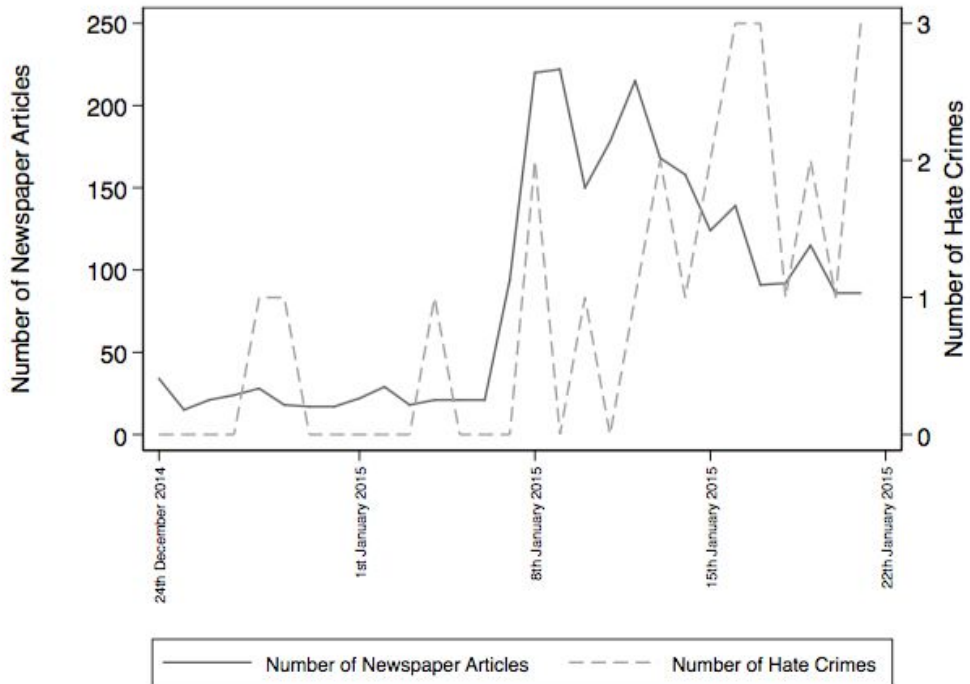 Number of Newspaper Articles
250
200
150
100
50
0
3
2
1
0
Number of Hate Crimes
24th December 2014
1st January 2015
8th January 2015
15th January 2015
22th January 2015
Number of Newspaper Articles
Number of Hate Crimes